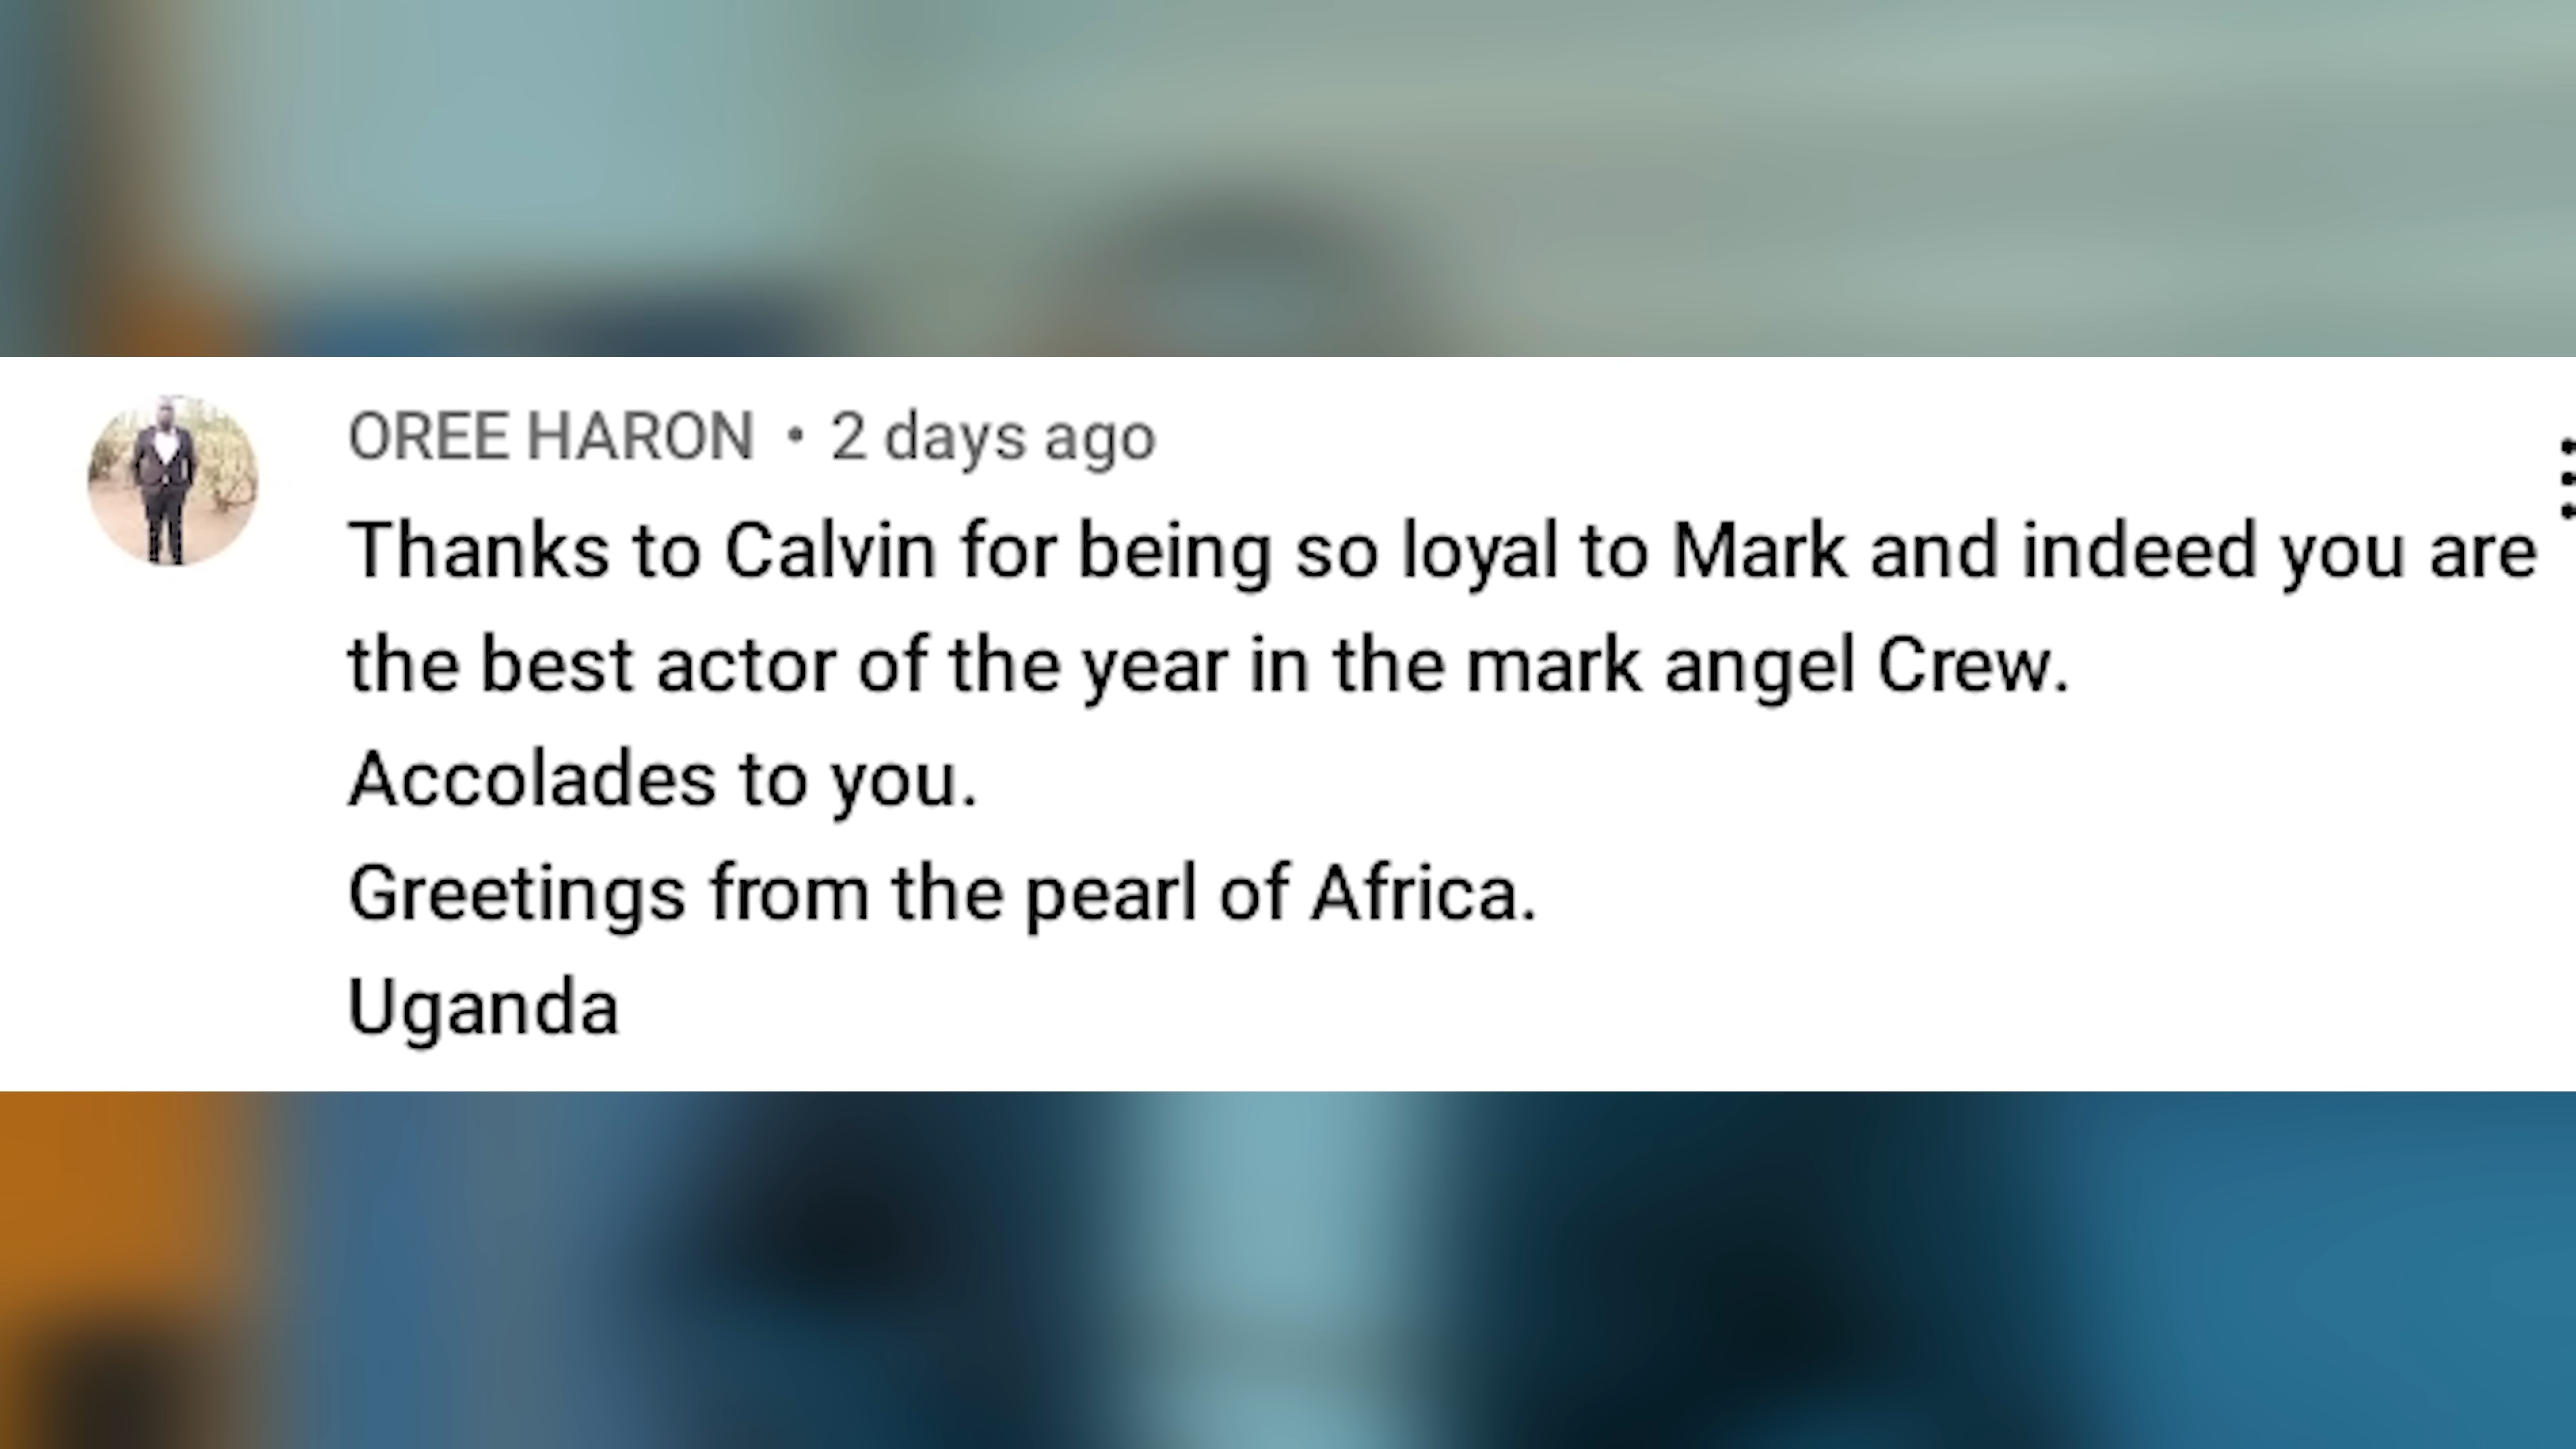 OREE HARON • 2 days ago
Thanks to Calvin for being so loyal to Mark and indeed you are
the best actor of the year in the mark angel Crew.
Accolades to you.
Greetings from the pearl of Africa.
Uganda